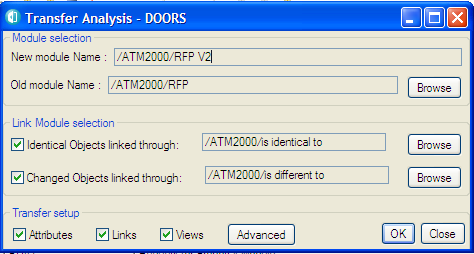 Transfer Analysis - DOORS
Module selection
New module Name : /ATM2000/RFP V2
Old module Name : /ATM2000/RFP Browse
Link Module selection
Identical Objects linked through: /ATM2000/is identical to Browse
Changed Objects linked through: /ATM2000/is different to Browse
Transfer setup
Attributes Links Views Advanced OK Close